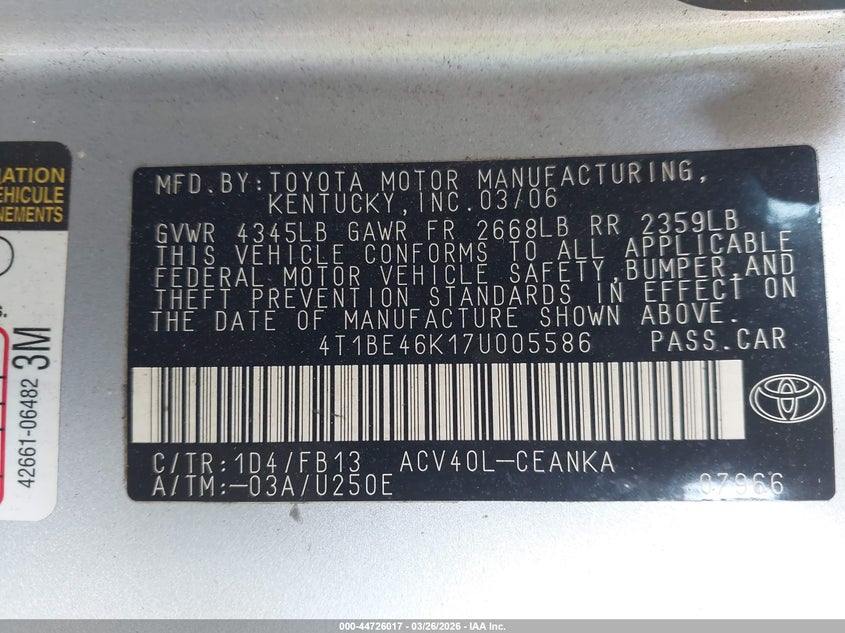 MFD.BY:TOYOTA MOTOR MANUFACTURING,
KENTUCKY,INC.03/06
GVWR 4345LB GAWR FR 2668LB RR 2359LB
THIS VEHICLE CONFORMS TO ALL APPLICABLE
FEDERAL MOTOR VEHICLE SAFETY,BUMPER,AND
THEFT PREVENTION STANDARDS IN EFFECT ON
THE DATE OF MANUFACTURE SHOWN ABOVE.
4T1BE46K17U005586 PASS.CAR
C/TR:1D4/FB13 ACV40L-CEANKA
A/TM:-03A/U250E 07966
VEHICULE
42661-06482 3M
000-44726017 - 03/26/2026 - IAA Inc.